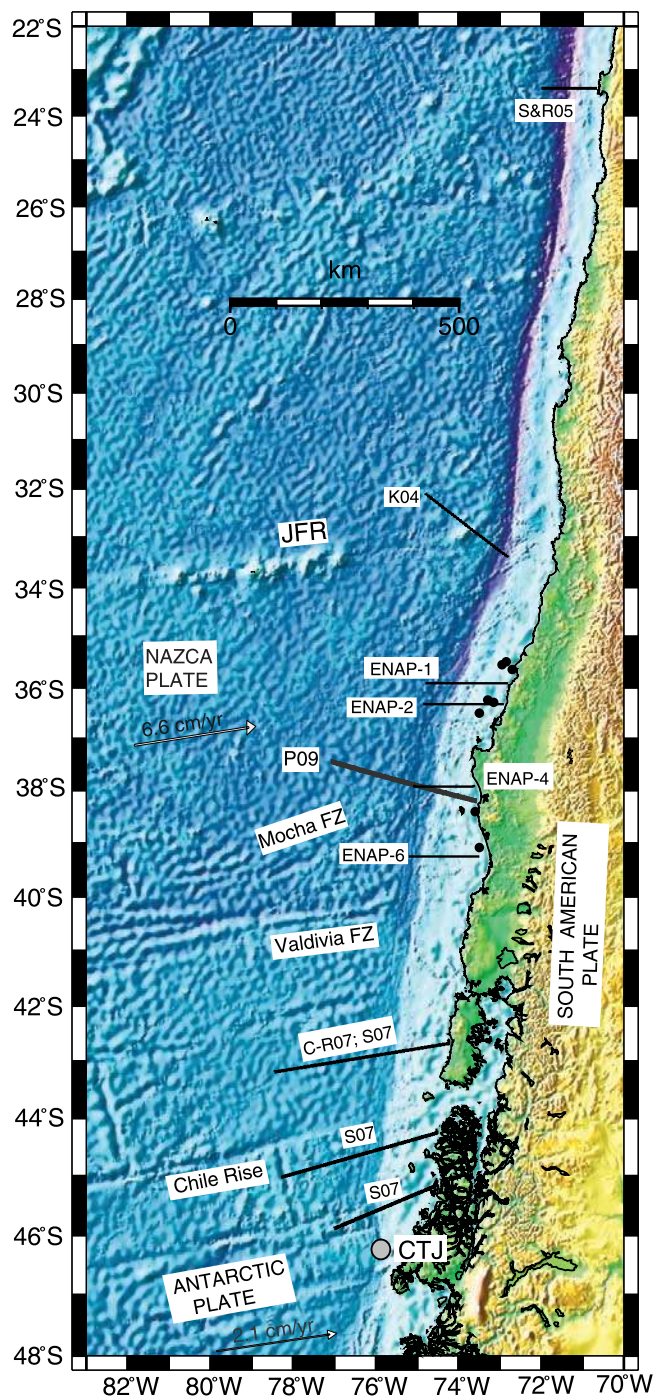 22°S
S&R05
24°S
26°S
km
28°S
0
500
30°S
32°S
K04
JFR
34°S
NAZCA
PLATE
ENAP-1
36°S
ENAP-2
6.6 cm/yr
P09
ENAP-4
38°S
Mocha FZ
ENAP-6
SOUTH AMERICAN
PLATE
40°S
Valdivia FZ
42°S
C-R07; S07
44°S
S07
Chile Rise
S07
46°S
CTJ
ANTARCTIC
PLATE
2.1 cm/yr
48°S
82°W
80°W
78°W
76°W
74°W
72°W
70°W